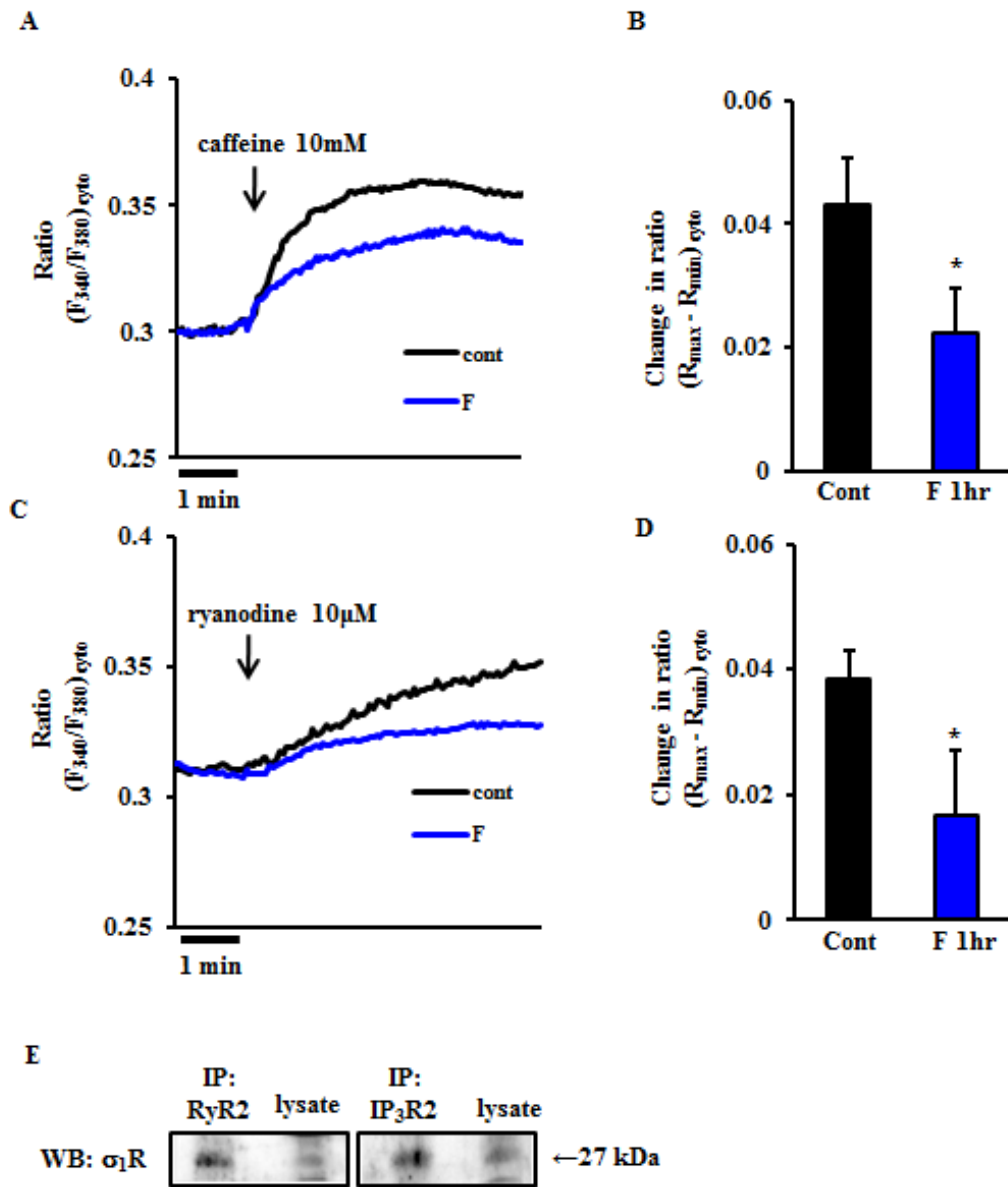 A
0.4
caffeine 10mM
0.35
Ratio
(F340/F380) cyto
0.3
cont
F
0.25
1 min
B
0.06
Change in ratio
(Rmax - Rmin) cyto
0.04
*
0.02
0
Cont
F 1hr
C
0.4
ryanodine 10µM
0.35
Ratio
(F340/F380) cyto
0.3
cont
F
0.25
1 min
D
0.06
Change in ratio
(Rmax - Rmin) cyto
0.04
*
0.02
0
Cont
F 1hr
E
IP:
RyR2
lysate
IP:
IP3R2
lysate
WB: σ1R
←27 kDa